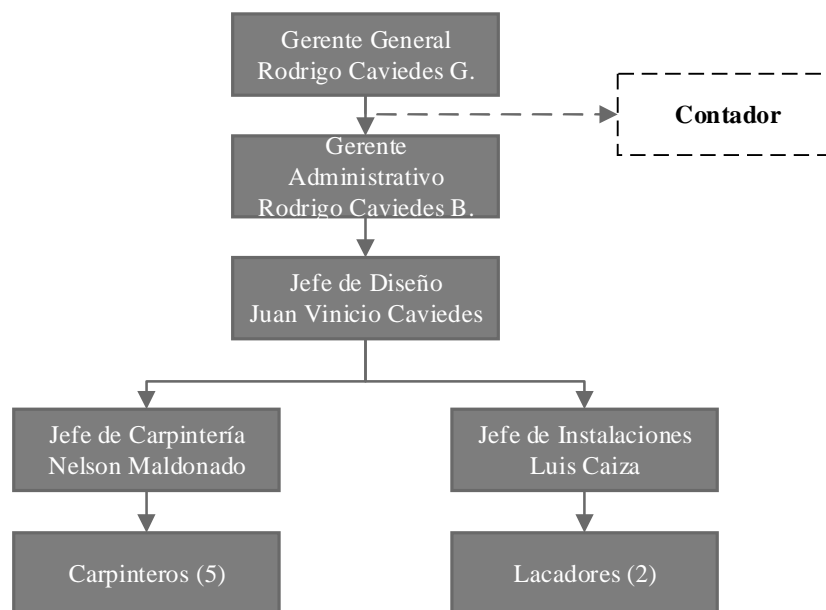 Gerente General
Rodrigo Caviedes G.
Contador
Gerente
Administrativo
Rodrigo Caviedes B.
Jefe de Diseño
Juan Vinicio Caviedes
Jefe de Carpintería
Nelson Maldonado
Jefe de Instalaciones
Luis Caiza
Carpinteros (5)
Lacadores (2)